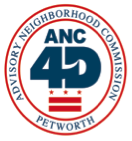 ADVISORY NEIGHBORHOOD COMMISSION
ANC
4D
PETWORTH